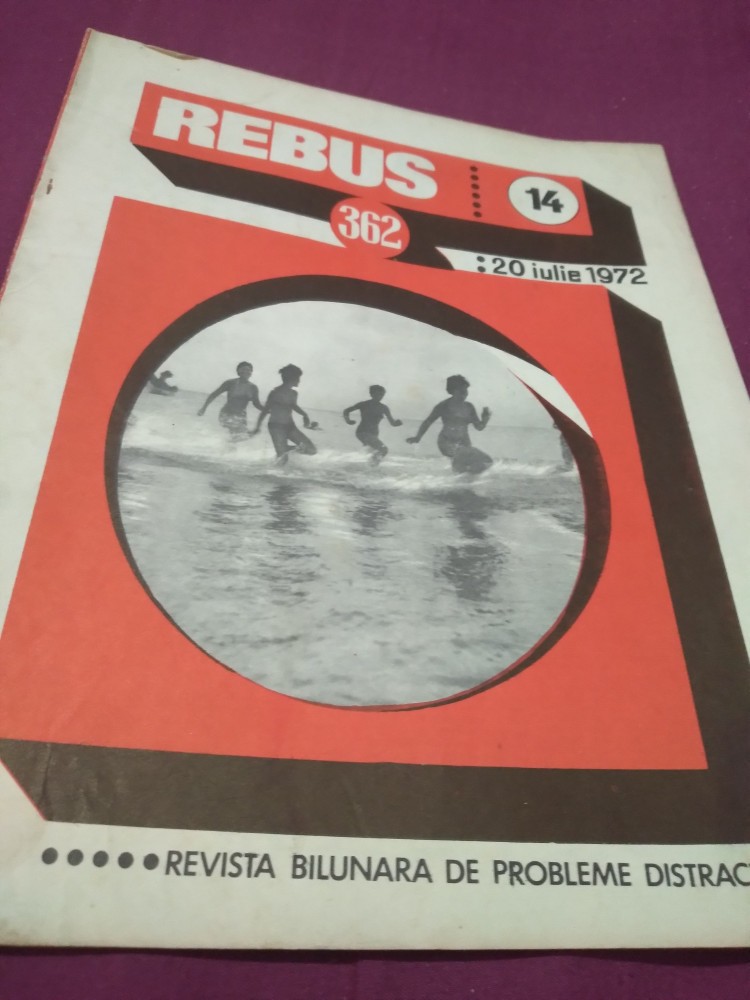 REBUS
14
362
: 20 iulie 1972
REVISTA BILUNARA DE PROBLEME DISTRAC